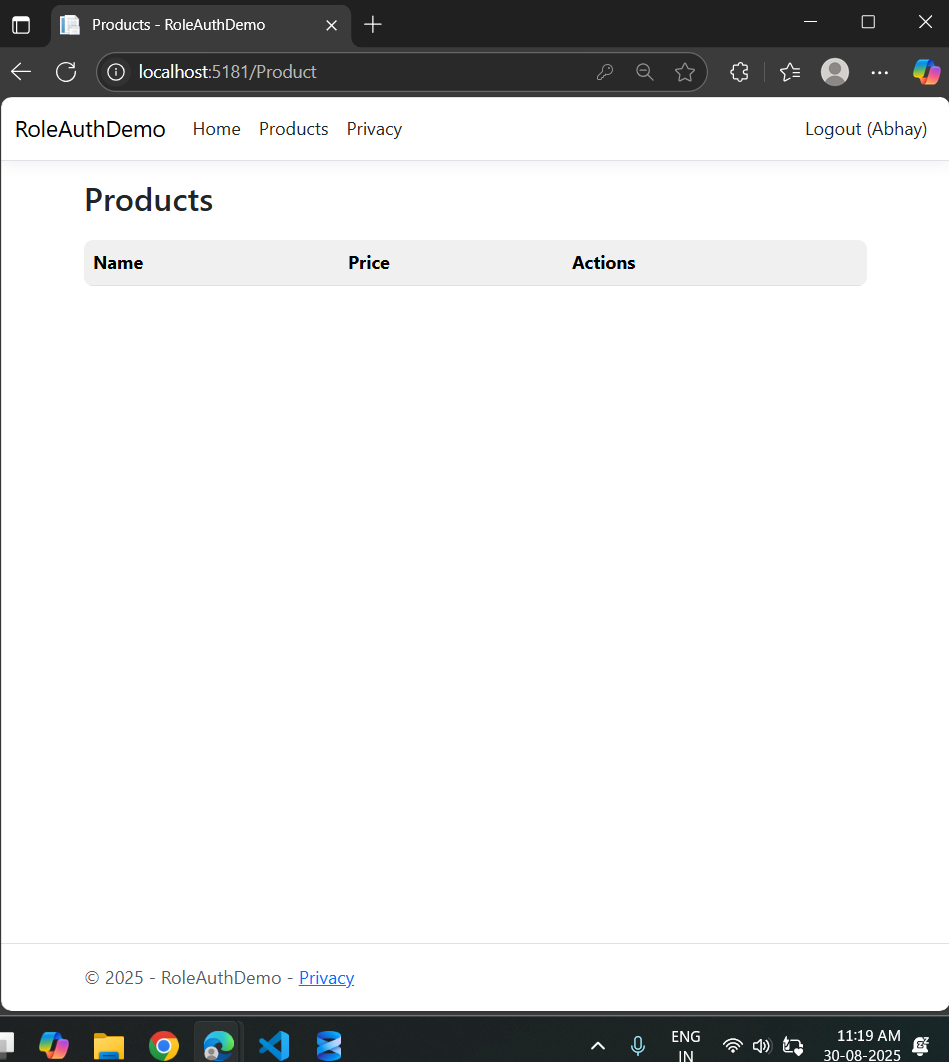 Products - RoleAuthDemo
localhost:5181/Product
RoleAuthDemo Home Products Privacy Logout (Abhay)
Products
Name Price Actions
© 2025 - RoleAuthDemo - Privacy
ENG
IN
11:19 AM
30-08-2025